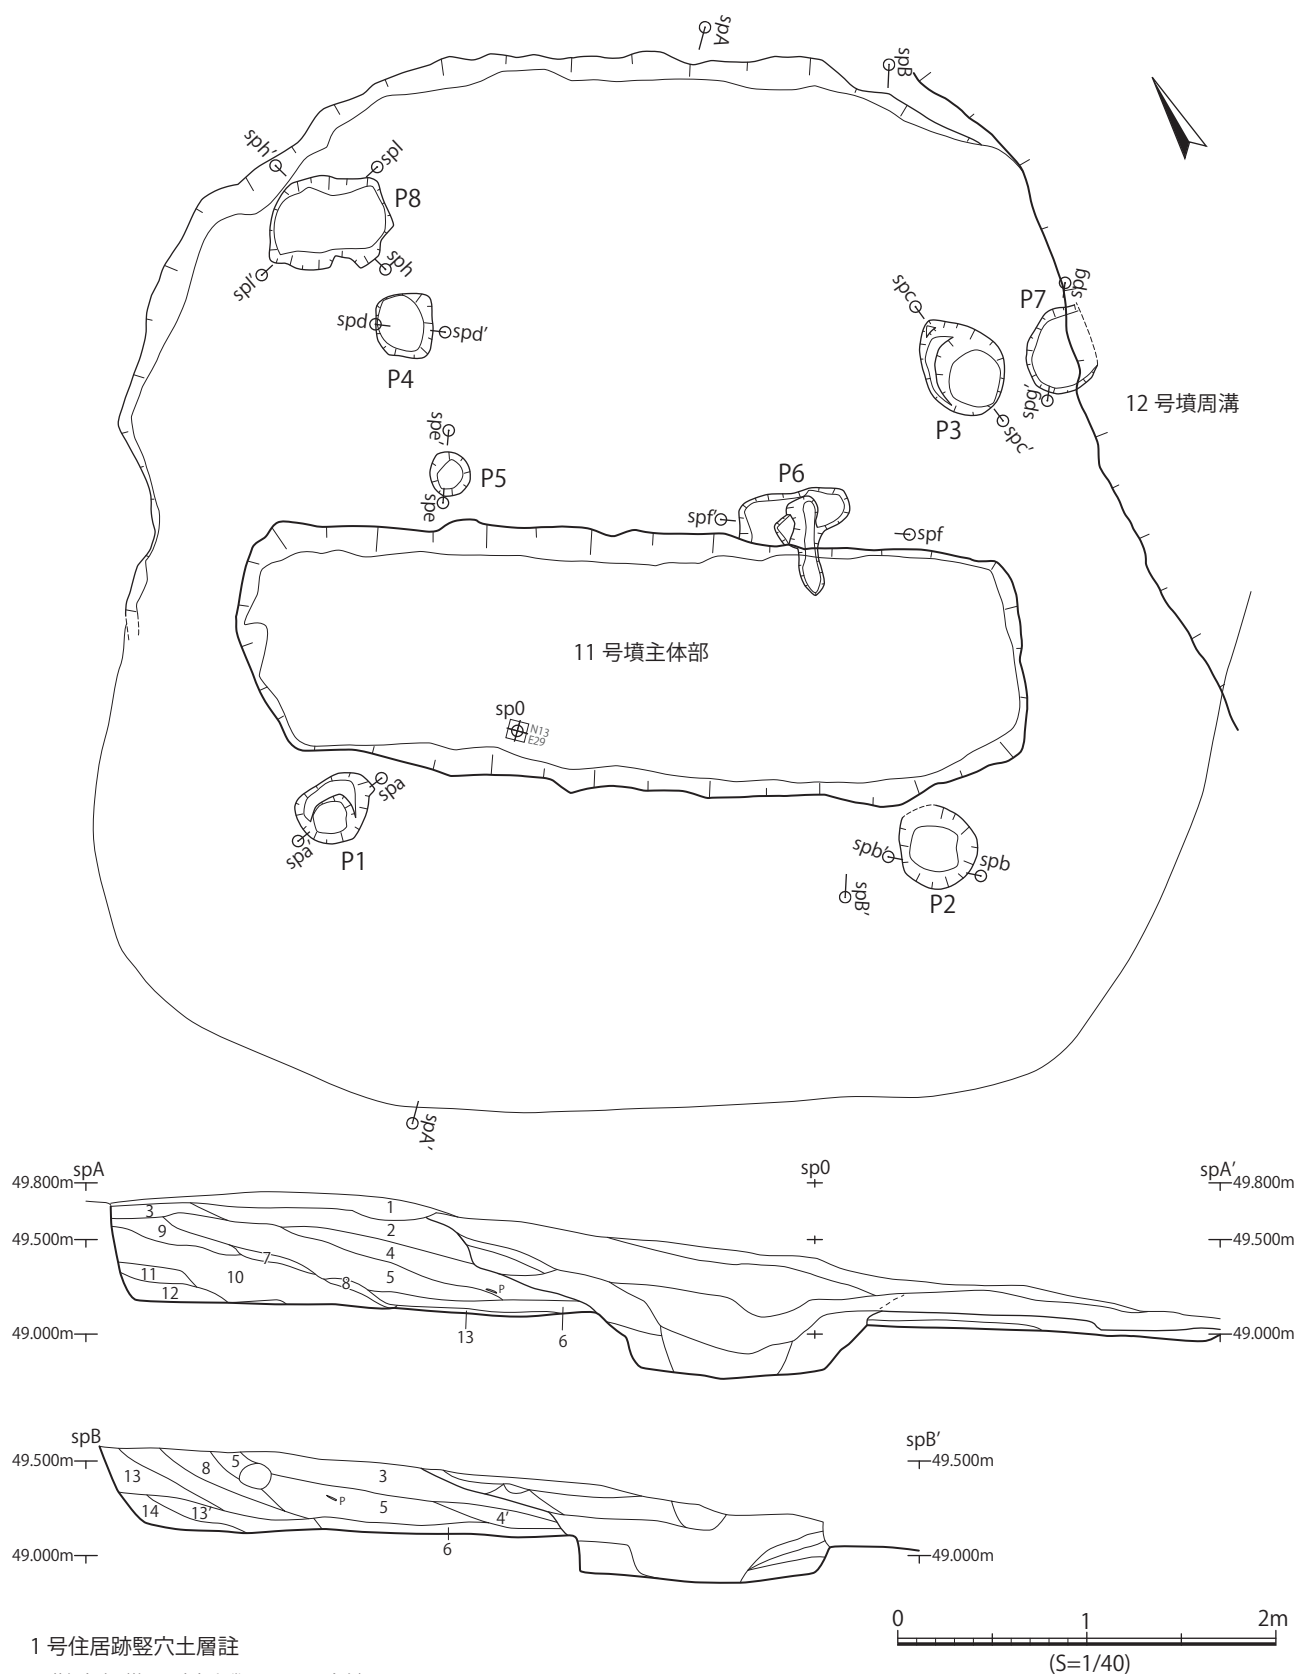 spA
spB
sph'
spl
P8
spl'
sph
spc
P7
spg
spd
spd'
P4
12 号墳周溝
spg'
P3
spc'
spe'
P5
spe
P6
spf'
spf
11 号墳主体部
sp0
N13
E29
spa
spa'
P1
spb'
spb
spB'
P2
spA'
spA
sp0
spA'
49.800m
49.800m
3
1
9
2
49.500m
49.500m
7
4
11
10
8
5
P
12
49.000m
13
6
49.000m
spB
spB'
49.500m
5
49.500m
13
8
3
P
14
13'
5
4'
49.000m
6
49.000m
0
1
2m
(S=1/40)
1 号住居跡竪穴土層註